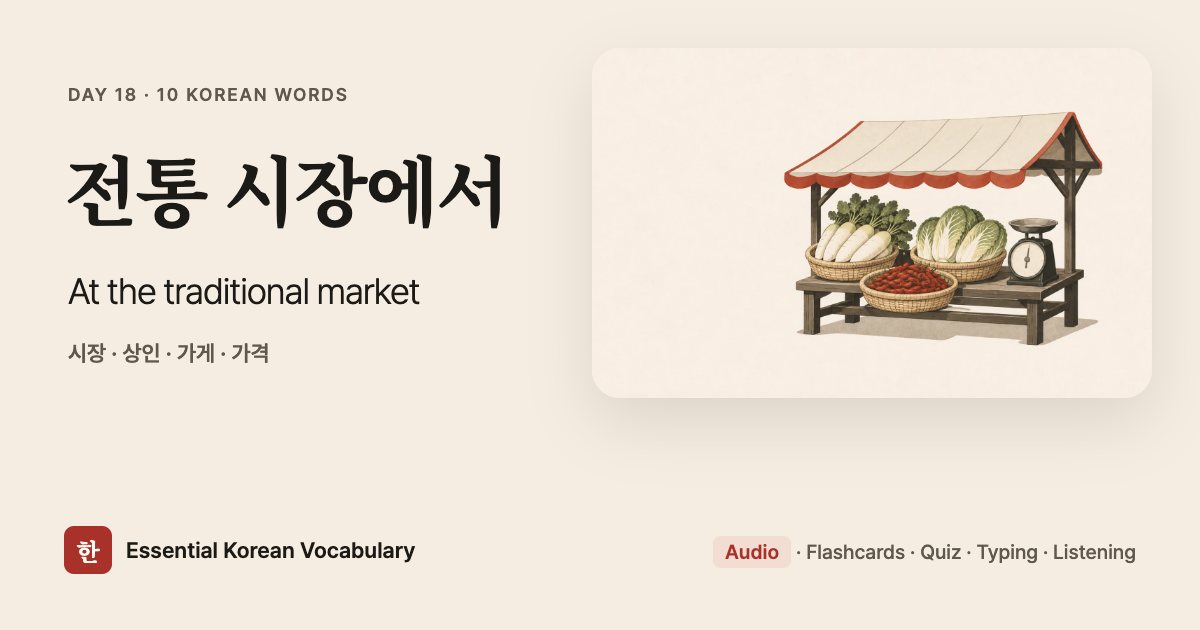 DAY 18 · 10 KOREAN WORDS
전통 시장에서
At the traditional market
시장 · 상인 · 가게 · 가격
한 Essential Korean Vocabulary
Audio · Flashcards · Quiz · Typing · Listening